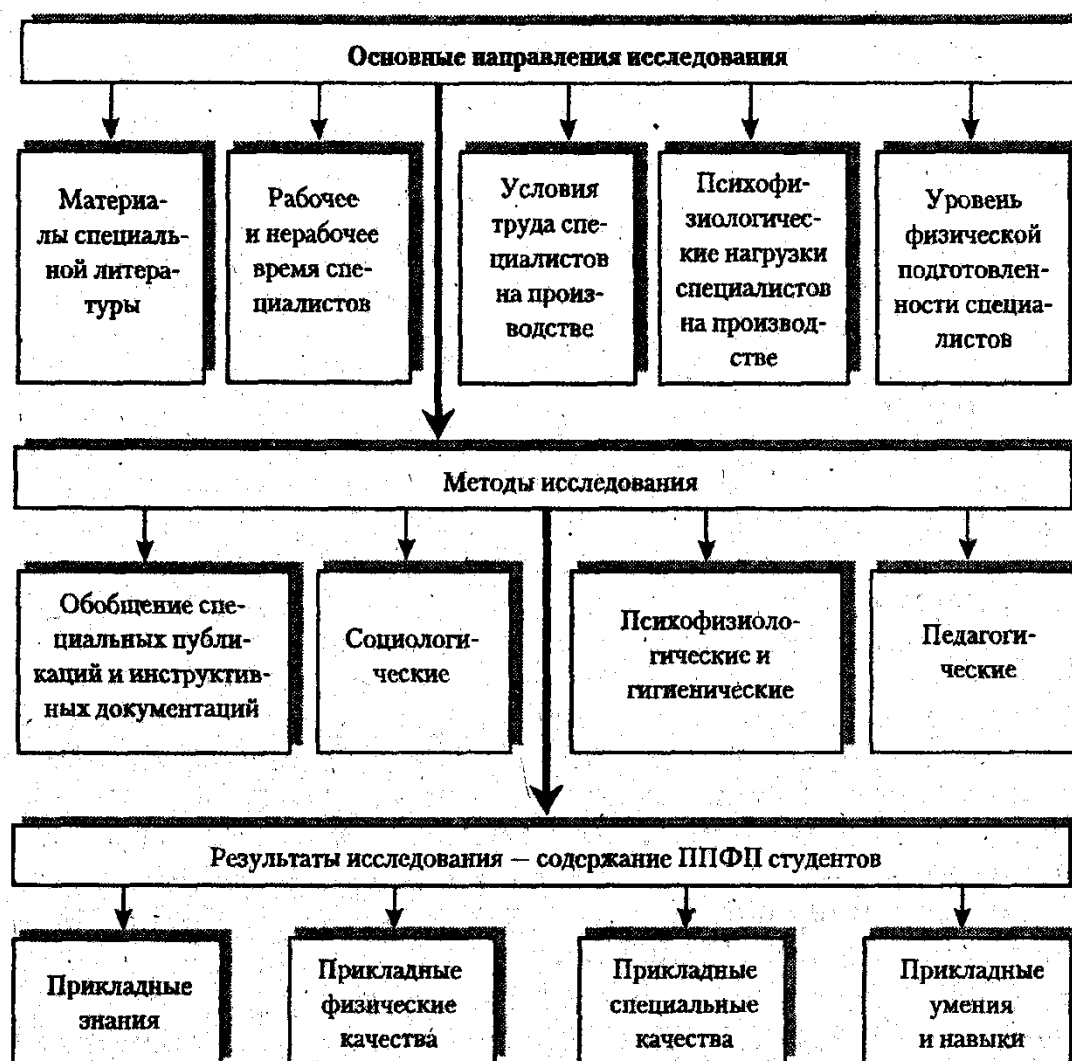 Основные направления исследования
Материа-
лы специаль-
ной литера-
туры
Рабочее
и нерабочее
время спе-
циалистов
Условия
труда спе-
циалистов
на произ-
водстве
Психофи-
зиологичес-
кие нагрузки
специалистов
на производ-
стве
Уровень
физической
подготовлен-
ности специа-
листов
Методы исследования
Обобщение спе-
циальных публи-
каций и инструктив-
ных документаций
Социологи-
ческие
Психофизиоло-
гические и
гигиенические
Педагоги-
ческие
Результаты исследования — содержание ППФП студентов
Прикладные
знания
Прикладные
физические
качества
Прикладные
специальные
качества
Прикладные
умения
и навыки